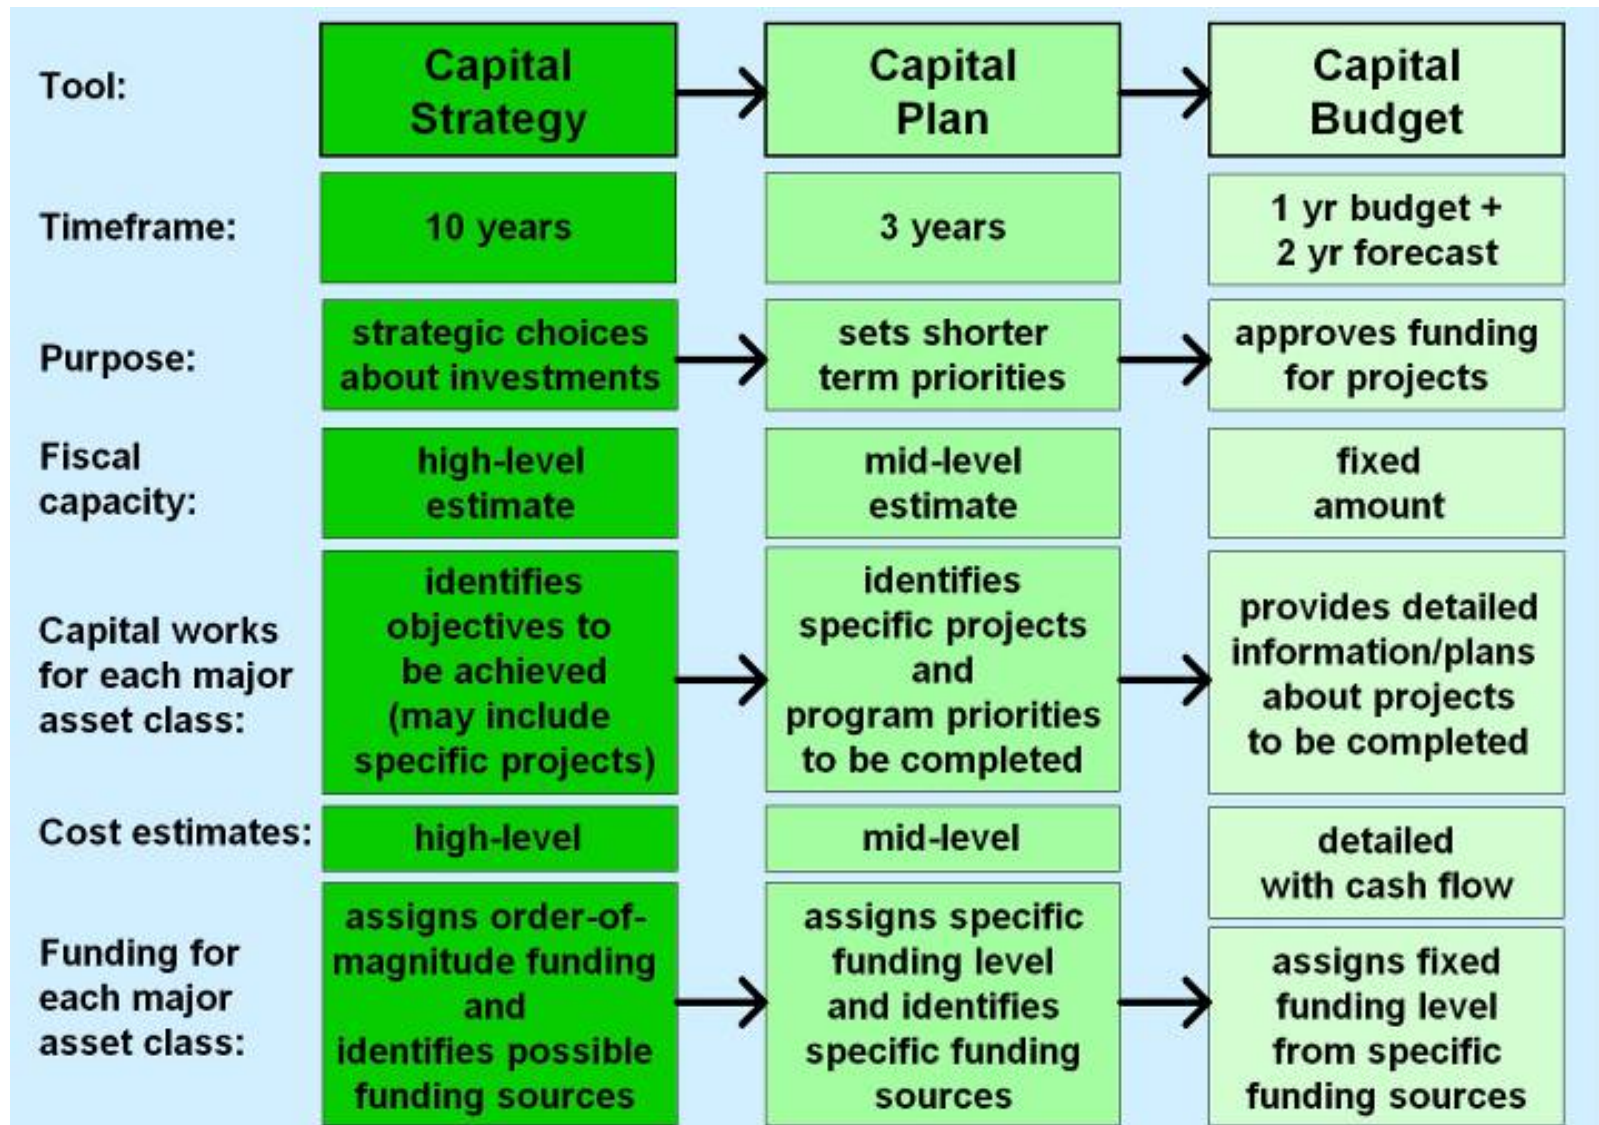 Tool:
Capital
Strategy
Capital
Plan
Capital
Budget
Timeframe:
10 years
3 years
1 yr budget +
2 yr forecast
Purpose:
strategic choices
about investments
sets shorter
term priorities
approves funding
for projects
Fiscal
capacity:
high-level
estimate
mid-level
estimate
fixed
amount
Capital works
for each major
asset class:
identifies
objectives to
be achieved
(may include
specific projects)
identifies
specific projects
and
program priorities
to be completed
provides detailed
information/plans
about projects
to be completed
Cost estimates:
high-level
mid-level
detailed
with cash flow
Funding for
each major
asset class:
assigns order-of-
magnitude funding
and
identifies possible
funding sources
assigns specific
funding level
and identifies
specific funding
sources
assigns fixed
funding level
from specific
funding sources